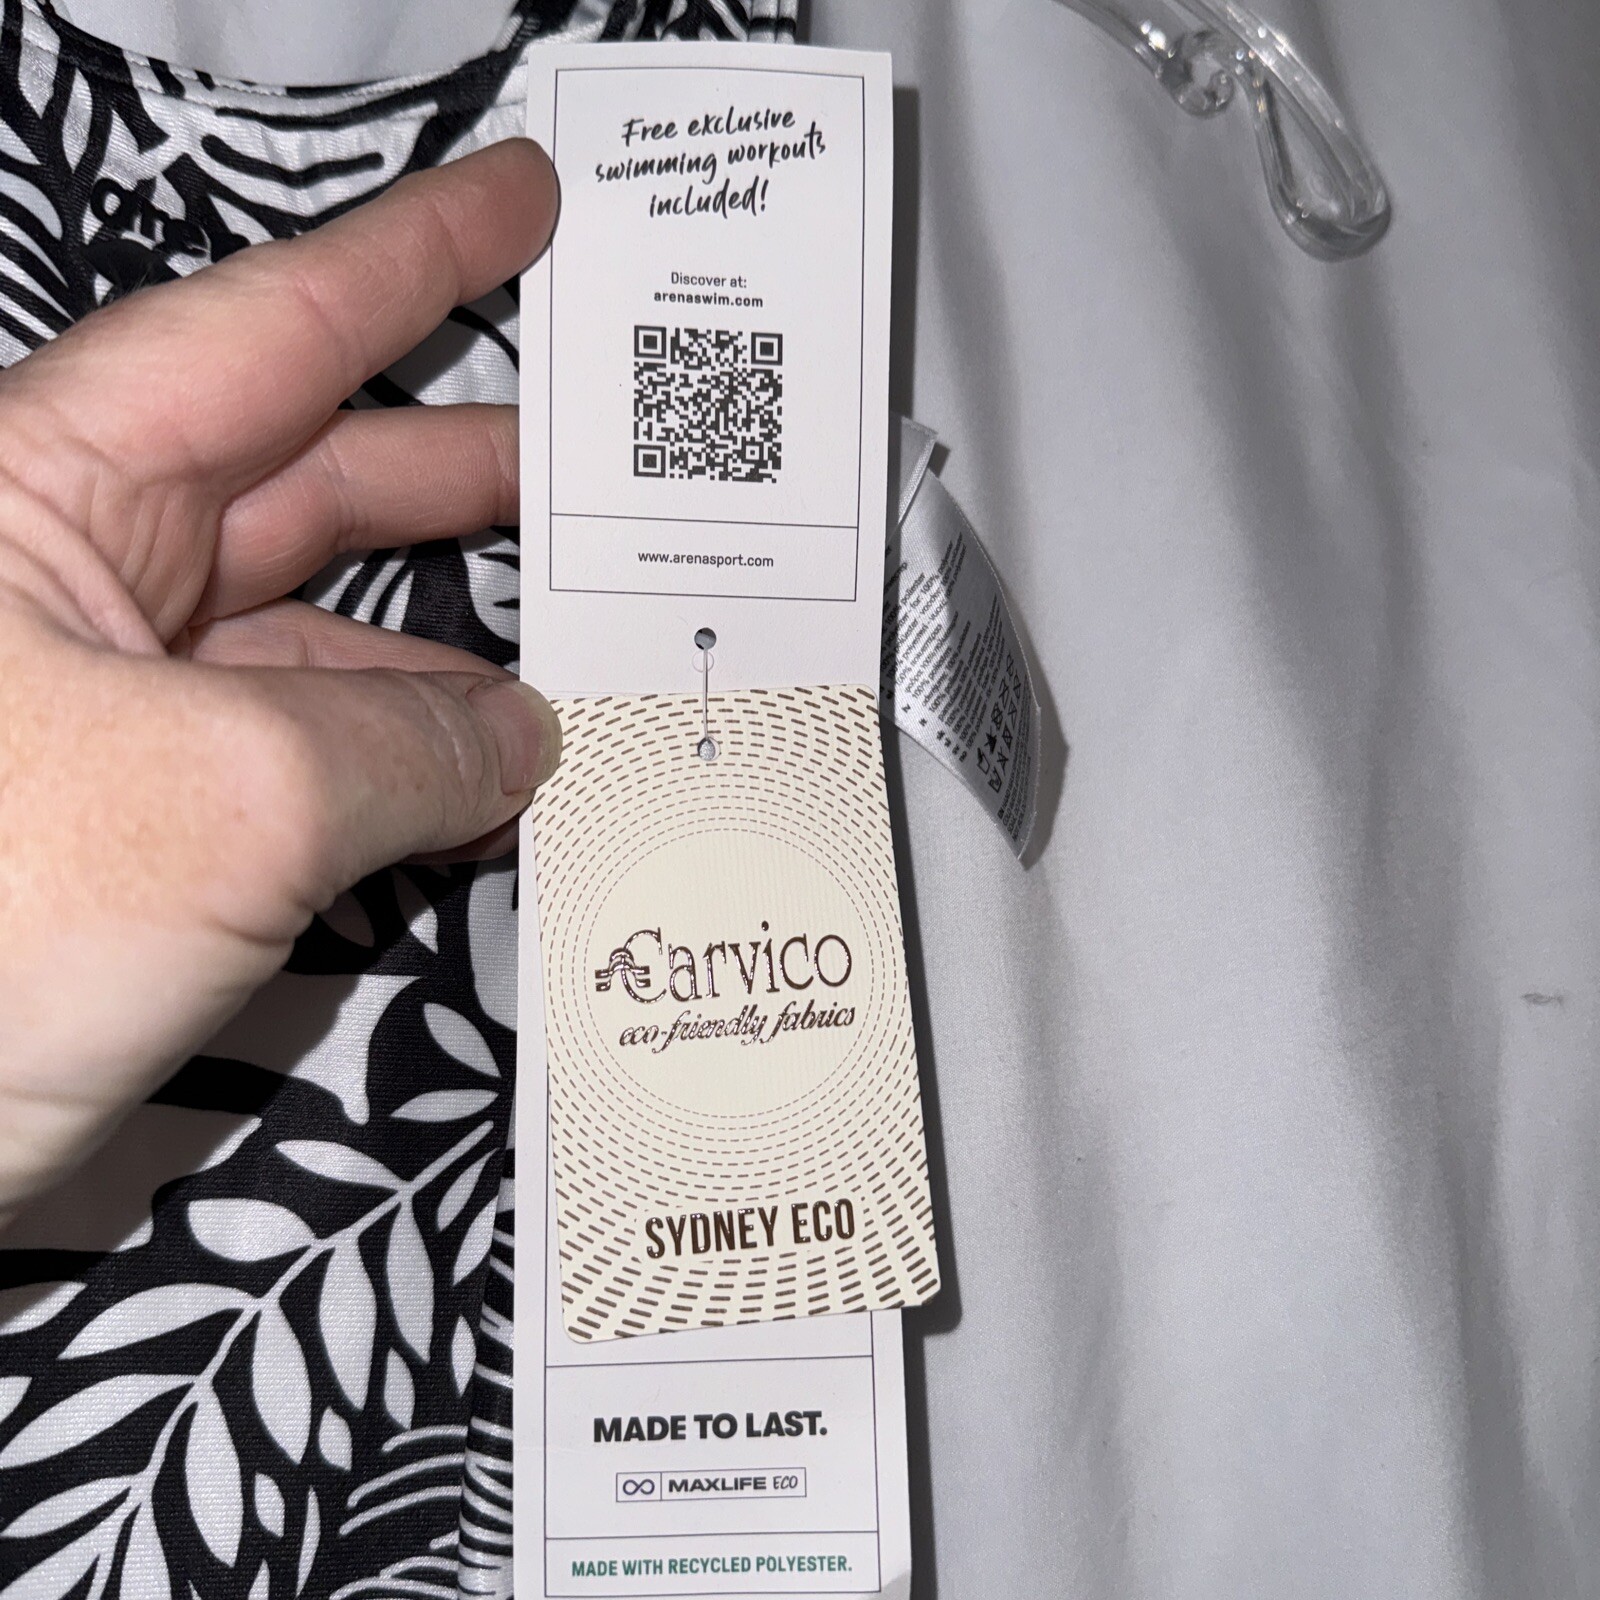 Free exclusive
swimming workouts
included!
Discover at:
arenaswim.com
www.arenasport.com
Carvico
eco-friendly fabrics
SYDNEY ECO
MADE TO LAST.
MAXLIFE ECO
MADE WITH RECYCLED POLYESTER.